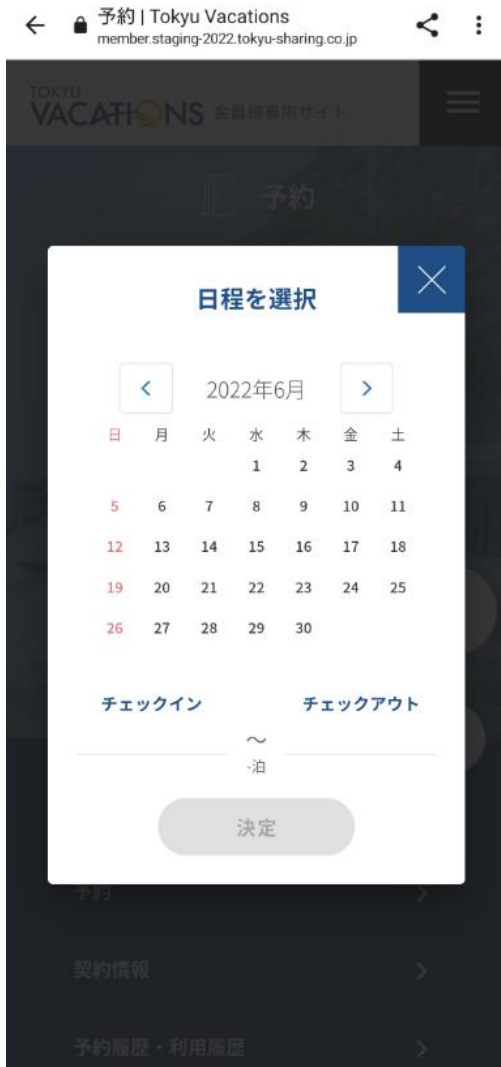 予約 | Tokyu Vacations
member.staging-2022.tokyu-sharing.co.jp
TOKYU
VACATIONS 会員様専用サイト
予約
日程を選択
2022年6月
日 月 火 水 木 金 土
1 2 3 4
5 6 7 8 9 10 11
12 13 14 15 16 17 18
19 20 21 22 23 24 25
26 27 28 29 30
チェックイン チェックアウト
～
-泊
決定
予約
契約情報
予約履歴・利用履歴